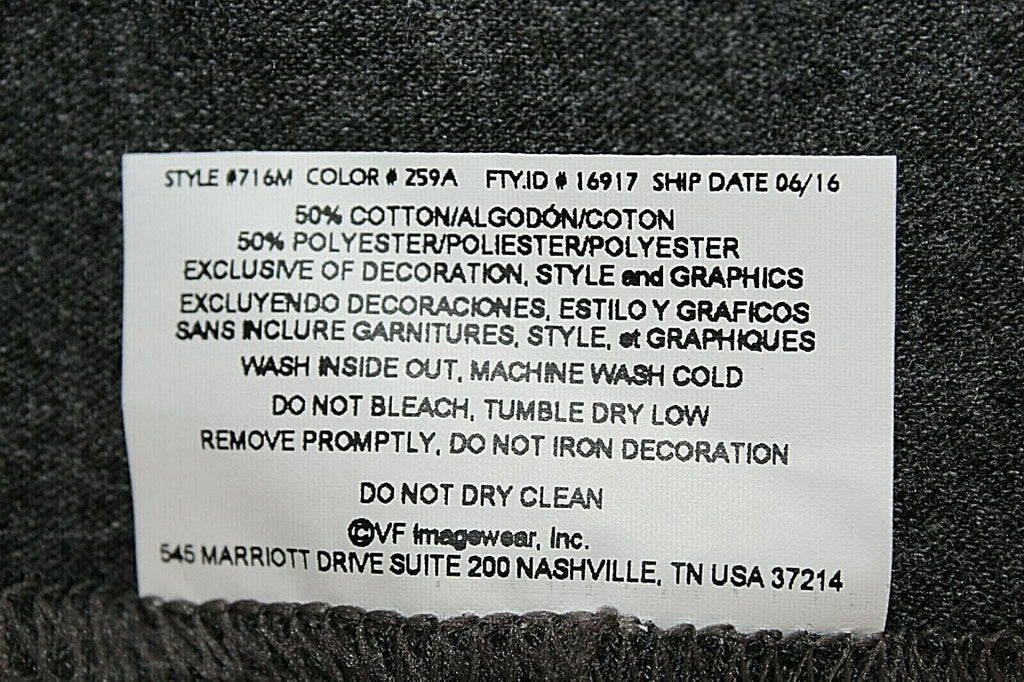 STYLE #716M COLOR # 259A FTY.ID # 16917 SHIP DATE 06/16
50% COTTON/ALGODÓN/COTON
50% POLYESTER/POLIESTER/POLYESTER
EXCLUSIVE OF DECORATION, STYLE and GRAPHICS
EXCLUYENDO DECORACIONES, ESTILO Y GRAFICOS
SANS INCLURE GARNITURES, STYLE, et GRAPHIQUES
WASH INSIDE OUT, MACHINE WASH COLD
DO NOT BLEACH, TUMBLE DRY LOW
REMOVE PROMPTLY, DO NOT IRON DECORATION
DO NOT DRY CLEAN
©VF Imagewear, Inc.
545 MARRIOTT DRIVE SUITE 200 NASHVILLE, TN USA 37214